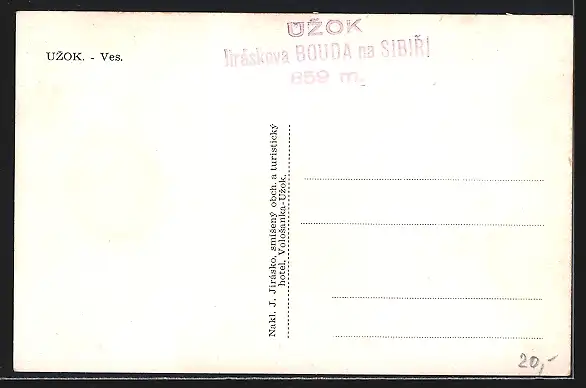 UŽOK
Jiráskova BOUDA na SIBIŘI
859 m.
UŽOK. - Ves.
Nakl. J. Jirásko, smíšený obch. a turistický
hotel, Vološanka-Užok.
20,-